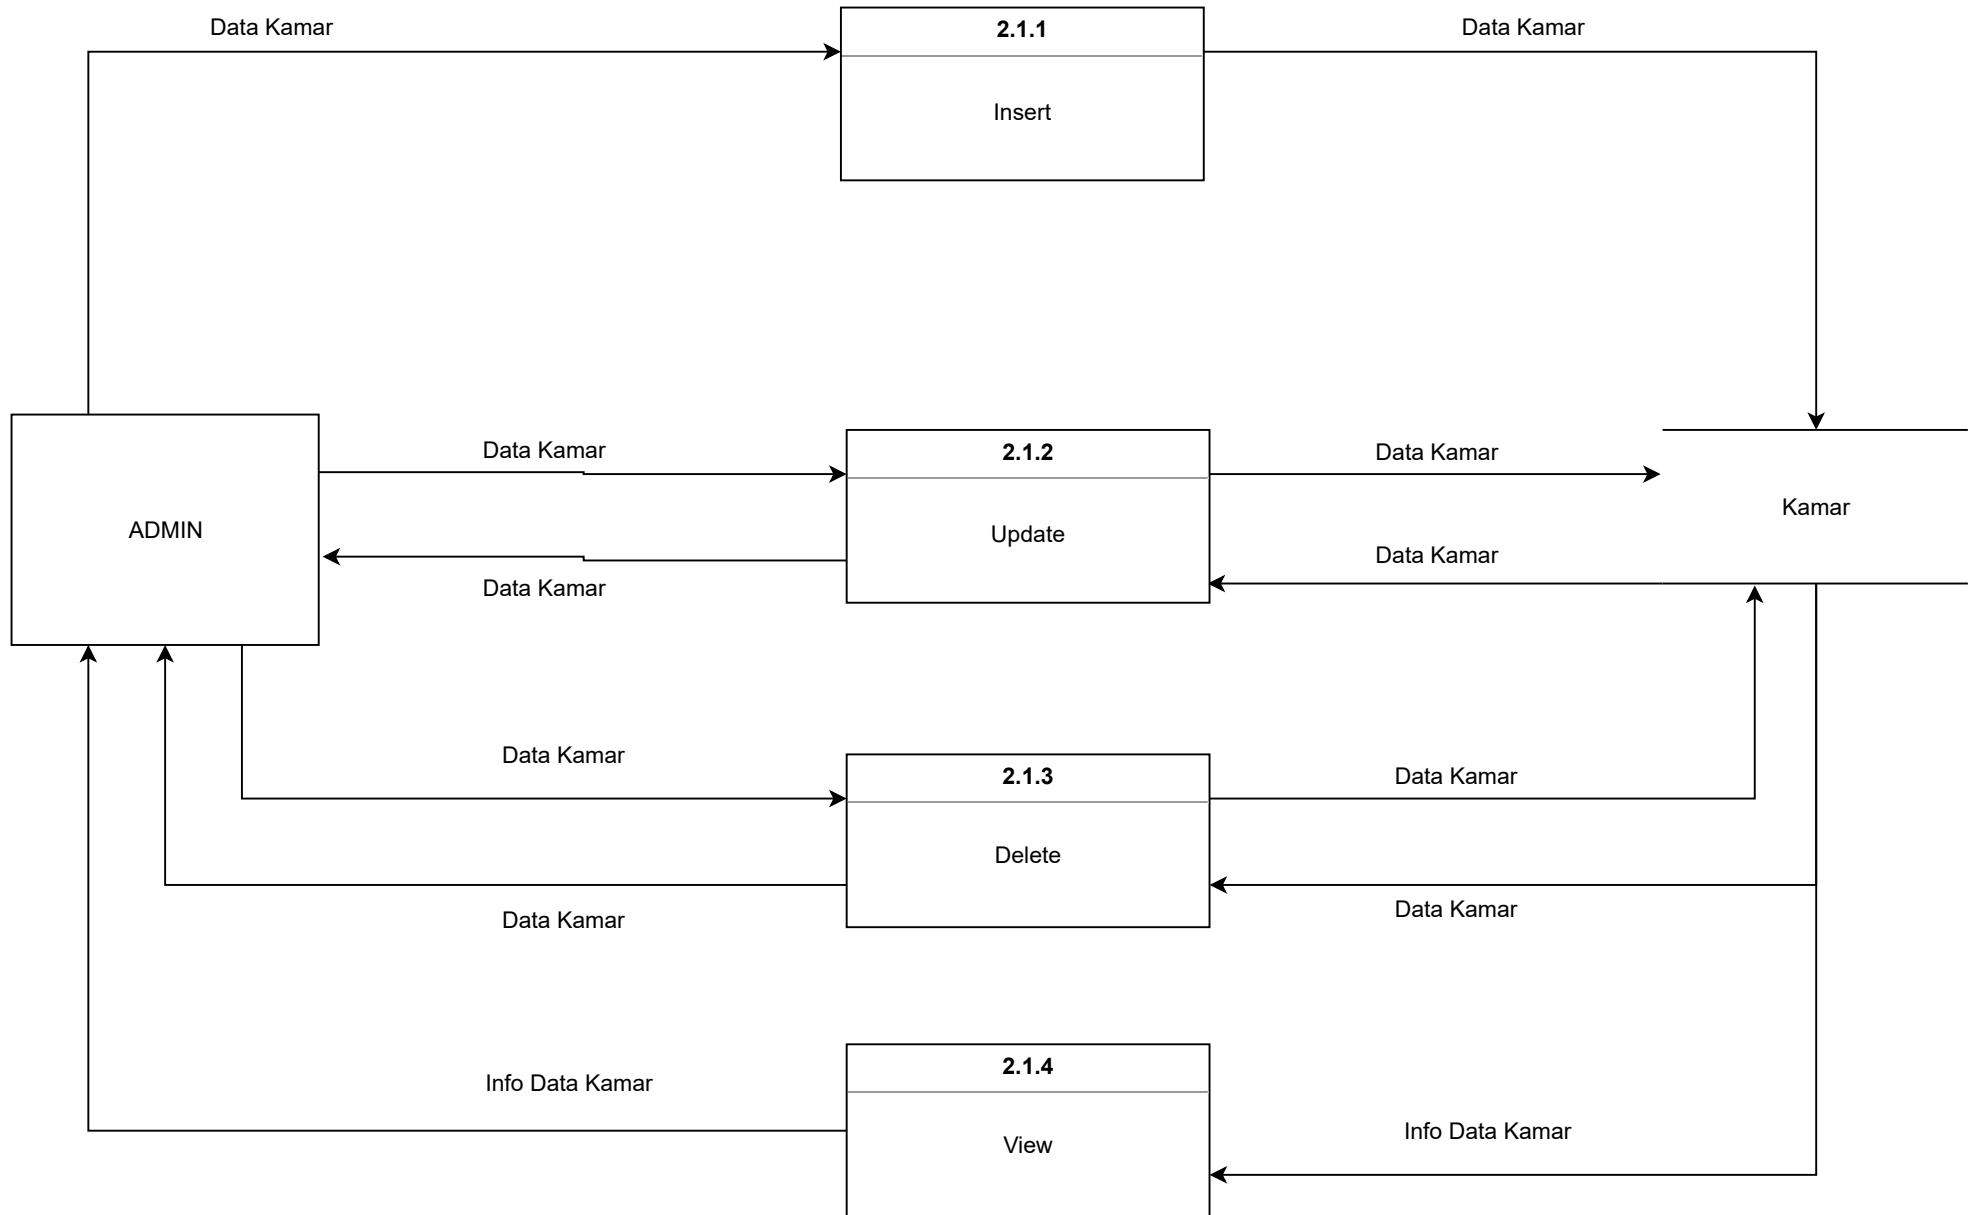 Data Kamar
2.1.1
Data Kamar
Insert
Data Kamar
2.1.2
Data Kamar
ADMIN
Update
Kamar
Data Kamar
Data Kamar
Data Kamar
2.1.3
Data Kamar
Delete
Data Kamar
Data Kamar
2.1.4
Info Data Kamar
View
Info Data Kamar